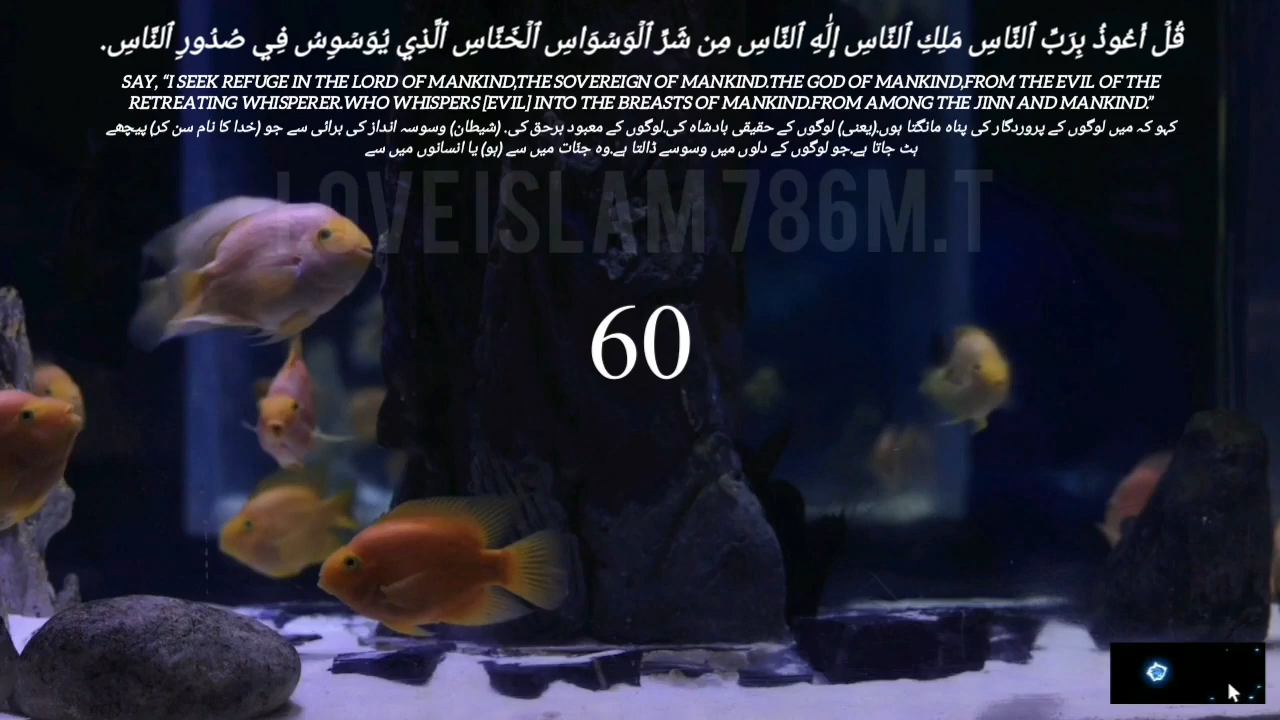 قُلْ أَعُوذُ بِرَبِّ ٱلنَّاسِ مَلِكِ ٱلنَّاسِ إِلَٰهِ ٱلنَّاسِ مِن شَرِّ ٱلْوَسْوَاسِ ٱلْخَنَّاسِ ٱلَّذِي يُوَسْوِسُ فِي صُدُورِ ٱلنَّاسِ.
SAY, “I SEEK REFUGE IN THE LORD OF MANKIND,THE SOVEREIGN OF MANKIND.THE GOD OF MANKIND,FROM THE EVIL OF THE
RETREATING WHISPERER.WHO WHISPERS [EVIL] INTO THE BREASTS OF MANKIND.FROM AMONG THE JINN AND MANKIND.”
کہو کہ میں لوگوں کے پروردگار کی پناہ مانگتا ہوں.(یعنی) لوگوں کے حقیقی بادشاہ کی.لوگوں کے معبود برحق کی. (شیطان) وسوسہ انداز کی برائی سے جو (خدا کا نام سن کر) پیچھے
ہٹ جاتا ہے.جو لوگوں کے دلوں میں وسوسے ڈالتا ہے.وہ جنّات میں سے (ہو) یا انسانوں میں سے
LOVE ISLAM 786M.T
60